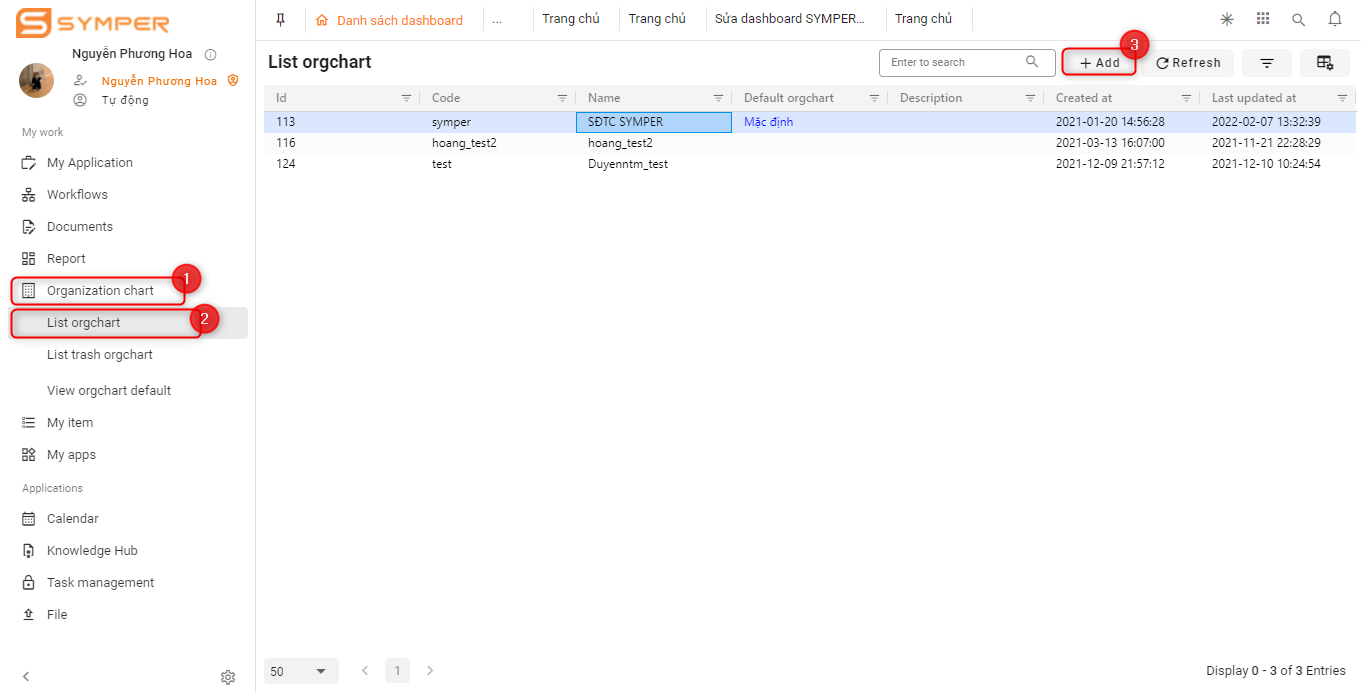 SYMPER
Nguyễn Phương Hoa
Nguyễn Phương Hoa
Tự động
My work
My Application
Workflows
Documents
Report
Organization chart
1
List orgchart
2
List trash orgchart
View orgchart default
My item
My apps
Applications
Calendar
Knowledge Hub
Task management
File
Danh sách dashboard ... Trang chủ Trang chủ Sửa dashboard SYMPER... Trang chủ
List orgchart Enter to search Add Refresh
3
Id Code Name Default orgchart Description Created at Last updated at
113 symper SĐTC SYMPER Mặc định 2021-01-20 14:56:28 2022-02-07 13:32:39
116 hoang_test2 hoang_test2 2021-03-13 16:07:00 2021-11-21 22:28:29
124 test Duyenntm_test 2021-12-09 21:57:12 2021-12-10 10:24:54
50 1 Display 0 - 3 of 3 Entries